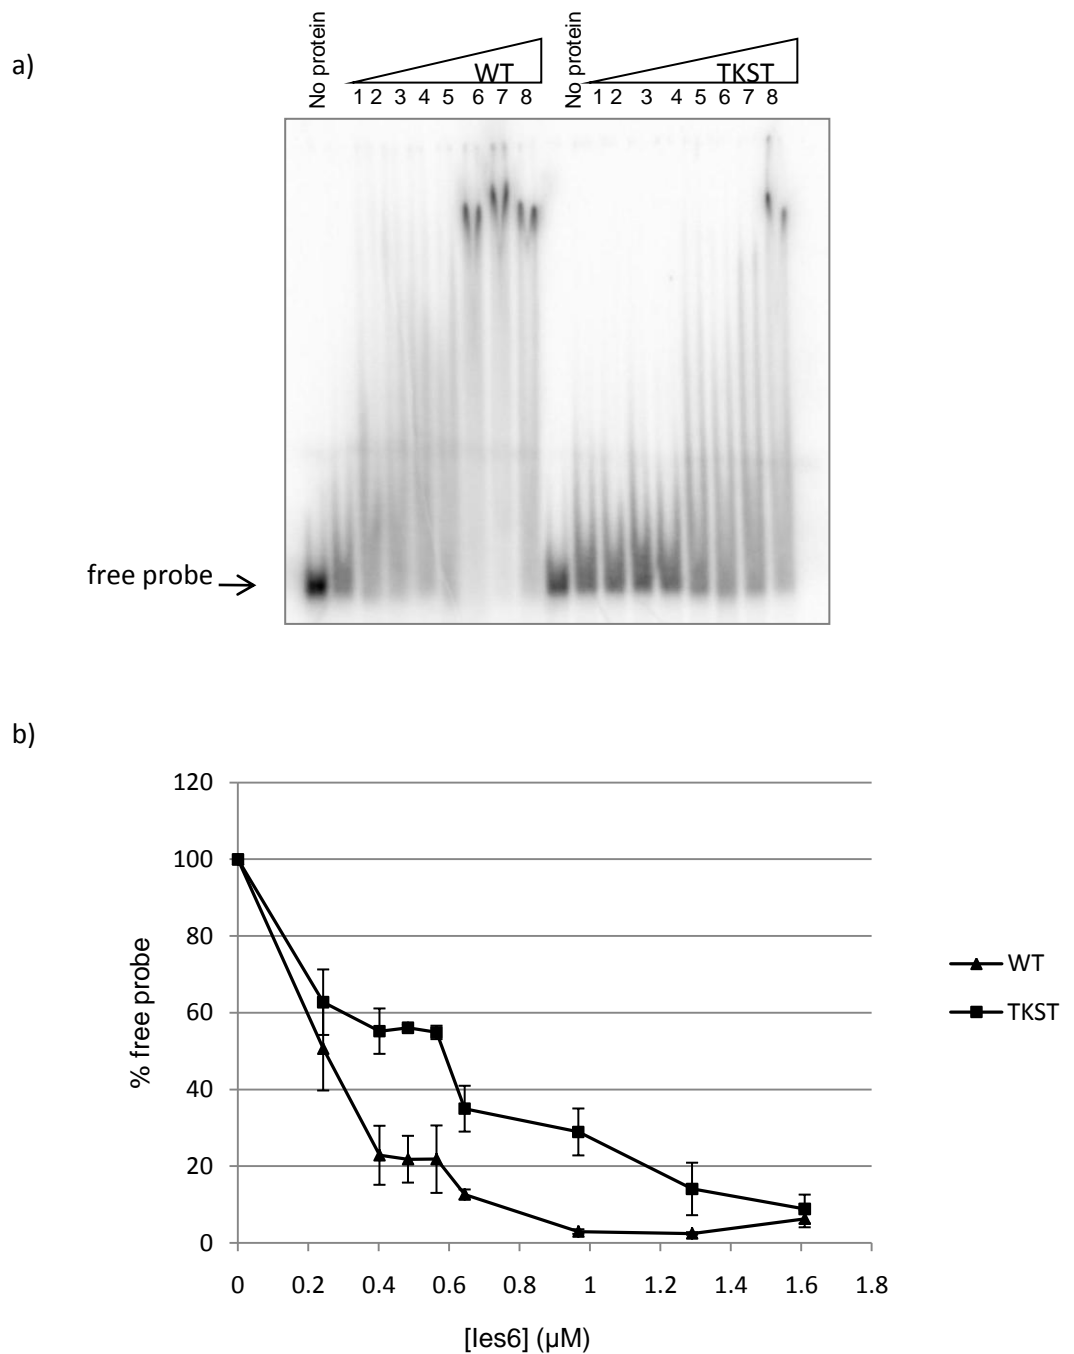 a)
No protein
WT
No protein
TKST
1 2 3 4 5 6 7 8 1 2 3 4 5 6 7 8
free probe
b)
120
100
80
60
40
20
0
% free probe
0 0.2 0.4 0.6 0.8 1 1.2 1.4 1.6 1.8
[Ies6] (µM)
WT
TKST